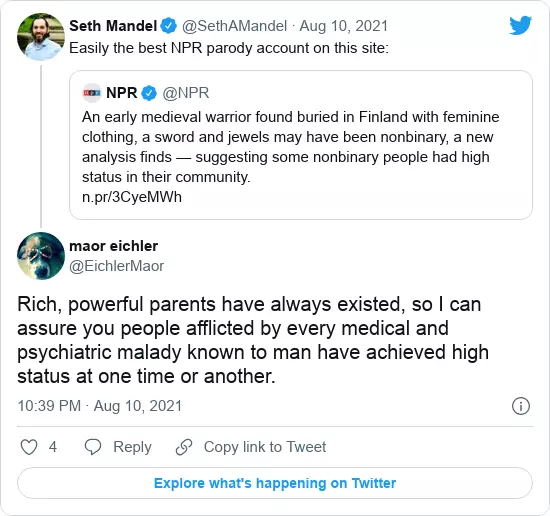 Seth Mandel @SethAMandel · Aug 10, 2021
Easily the best NPR parody account on this site:
NPR @NPR
An early medieval warrior found buried in Finland with feminine
clothing, a sword and jewels may have been nonbinary, a new
analysis finds — suggesting some nonbinary people had high
status in their community.
n.pr/3CyeMWh
maor eichler
@EichlerMaor
Rich, powerful parents have always existed, so I can
assure you people afflicted by every medical and
psychiatric malady known to man have achieved high
status at one time or another.
10:39 PM · Aug 10, 2021
4 Reply Copy link to Tweet
Explore what's happening on Twitter